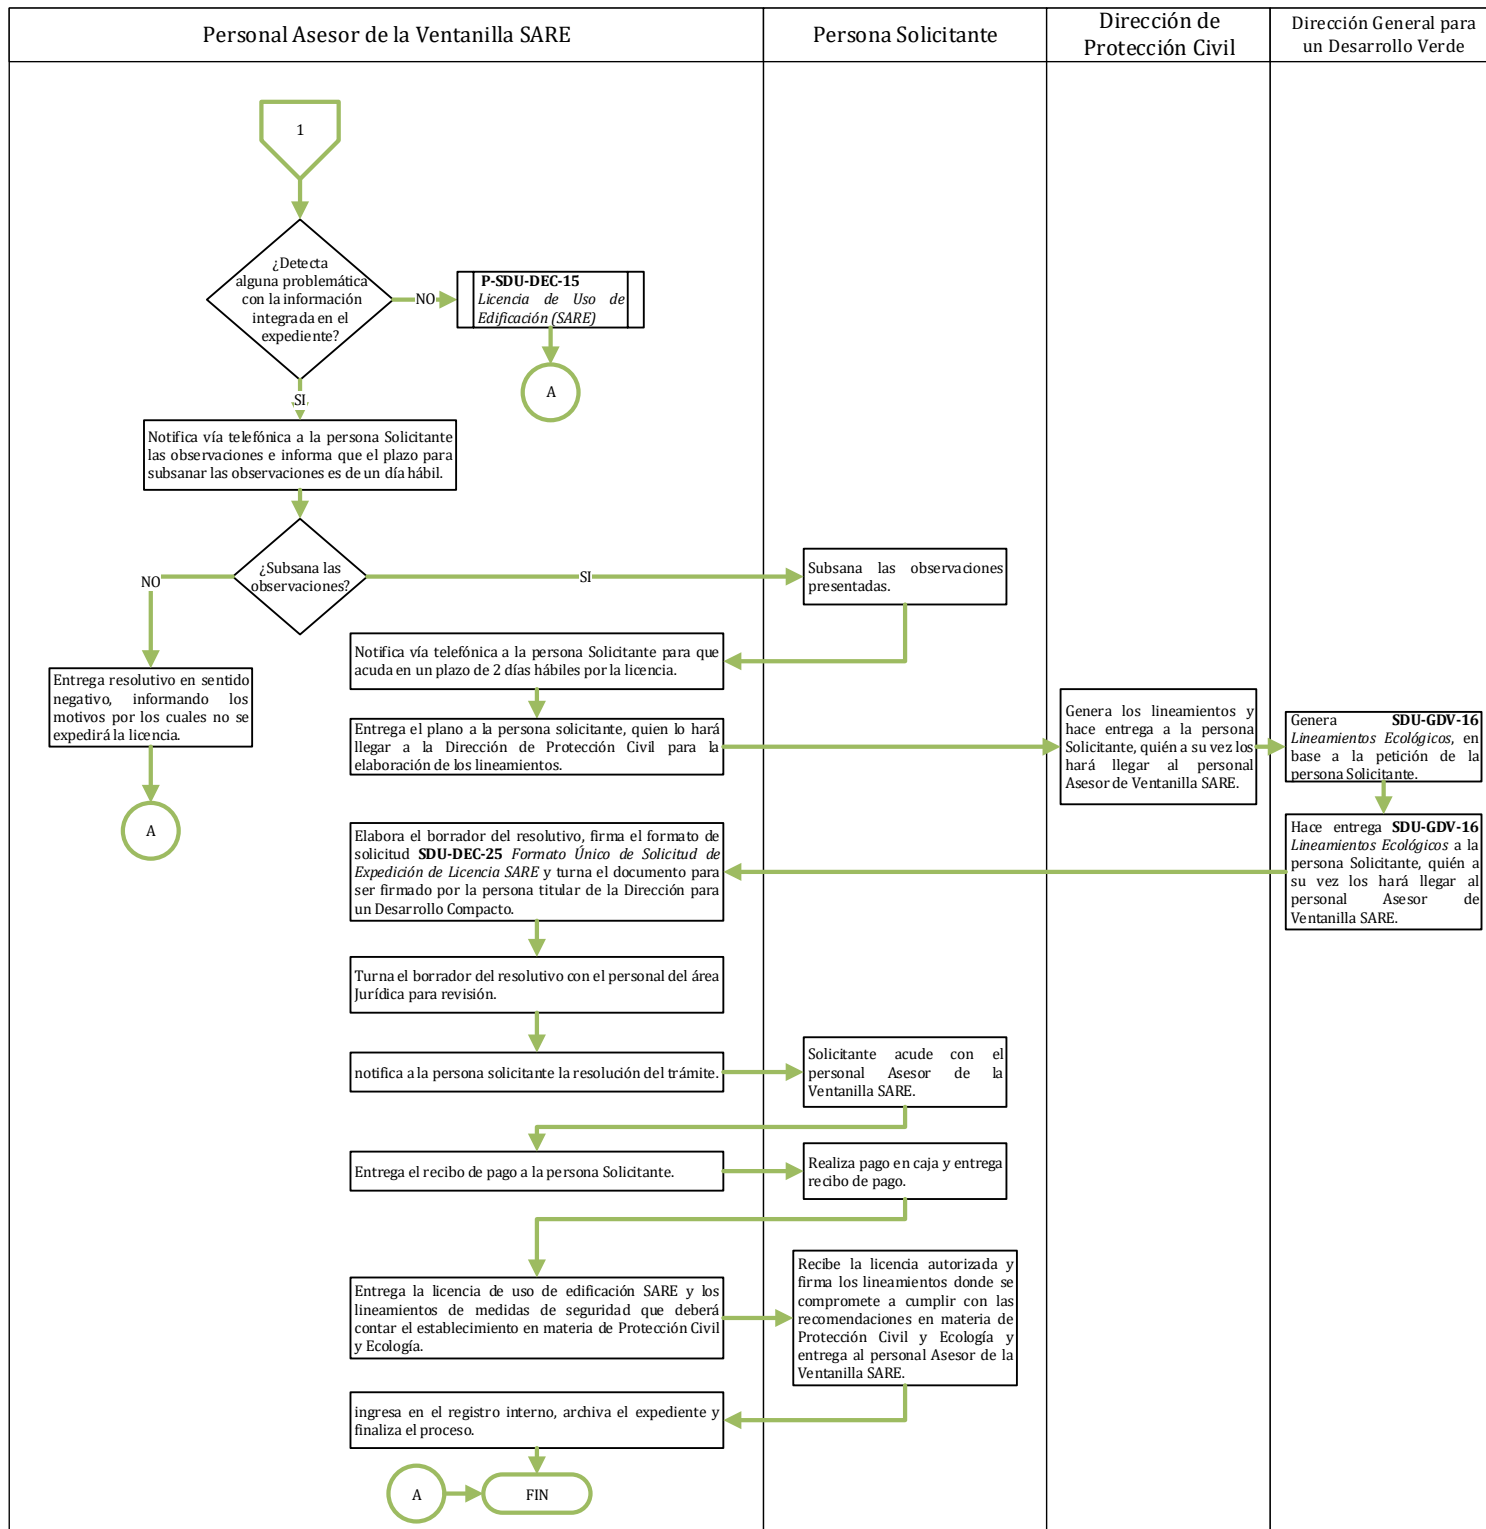 Personal Asesor de la Ventanilla SARE
Persona Solicitante
Dirección de
Protección Civil
Dirección General para
un Desarrollo Verde
1
¿Detecta
alguna problemática
con la información
integrada en el
expediente?
NO
P-SDU-DEC-15
Licencia de Uso de
Edificación (SARE)
A
SI
Notifica vía telefónica a la persona Solicitante
las observaciones e informa que el plazo para
subsanar las observaciones es de un día hábil.
¿Subsana las
observaciones?
NO
SI
Subsana las observaciones
presentadas.
Notifica vía telefónica a la persona Solicitante para que
acuda en un plazo de 2 días hábiles por la licencia.
Entrega resolutivo en sentido
negativo, informando los
motivos por los cuales no se
expedirá la licencia.
A
Entrega el plano a la persona solicitante, quien lo hará
llegar a la Dirección de Protección Civil para la
elaboración de los lineamientos.
Genera los lineamientos y
hace entrega a la persona
Solicitante, quién a su vez los
hará llegar al personal
Asesor de Ventanilla SARE.
Genera SDU-GDV-16
Lineamientos Ecológicos, en
base a la petición de la
persona Solicitante.
Hace entrega SDU-GDV-16
Lineamientos Ecológicos a la
persona Solicitante, quién a
su vez los hará llegar al
personal Asesor de
Ventanilla SARE.
Elabora el borrador del resolutivo, firma el formato de
solicitud SDU-DEC-25 Formato Único de Solicitud de
Expedición de Licencia SARE y turna el documento para
ser firmado por la persona titular de la Dirección para
un Desarrollo Compacto.
Turna el borrador del resolutivo con el personal del área
Jurídica para revisión.
notifica a la persona solicitante la resolución del trámite.
Solicitante acude con el
personal Asesor de la
Ventanilla SARE.
Entrega el recibo de pago a la persona Solicitante.
Realiza pago en caja y entrega
recibo de pago.
Entrega la licencia de uso de edificación SARE y los
lineamientos de medidas de seguridad que deberá
contar el establecimiento en materia de Protección Civil
y Ecología.
Recibe la licencia autorizada y
firma los lineamientos donde se
compromete a cumplir con las
recomendaciones en materia de
Protección Civil y Ecología y
entrega al personal Asesor de la
Ventanilla SARE.
ingresa en el registro interno, archiva el expediente y
finaliza el proceso.
A
FIN